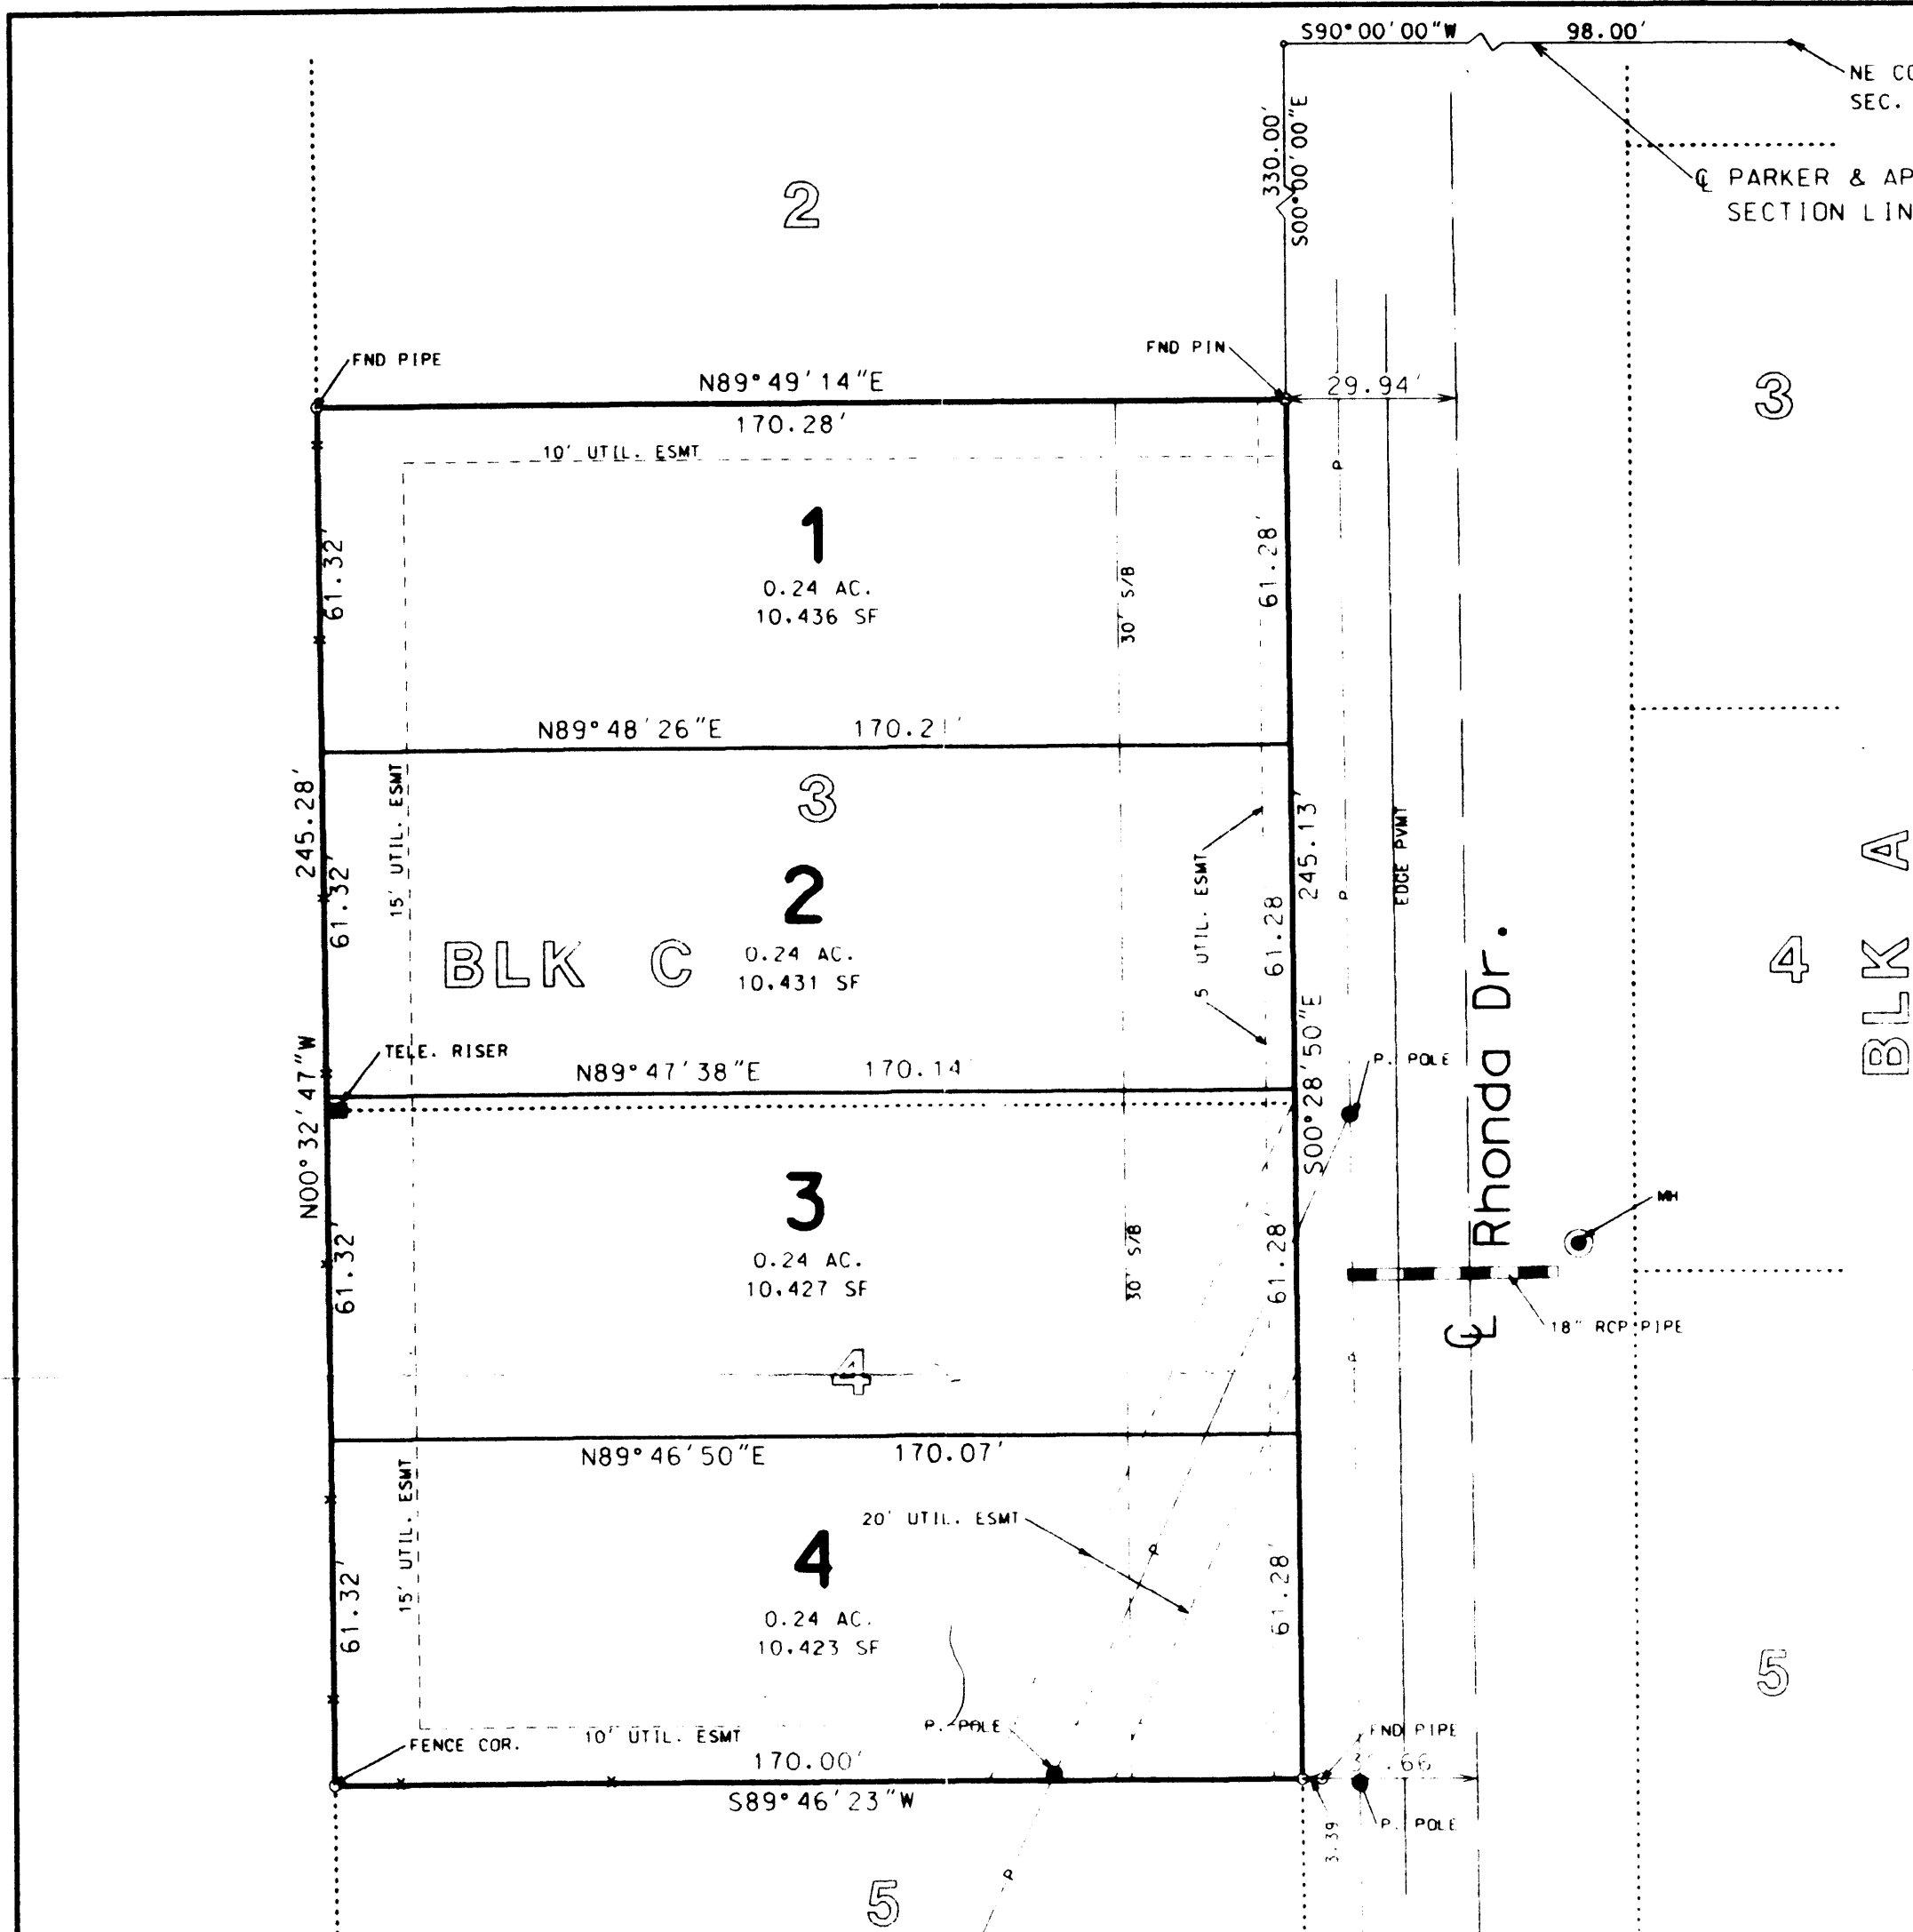 S90°00'00"W 98.00'
NE
SEC.
330.00'
S00°00'00"E
℄ PARKER &
SECTION
2
FND PIPE
FND PIN
N89°49'14"E
29.94'
170.28'
3
10' UTIL. ESMT
1
0.24 AC.
10,436 SF
61.32'
30' S/B
61.28'
N89°48'26"E 170.21'
3
245.28'
15' UTIL. ESMT
61.32'
2
0.24 AC.
10,431 SF
BLK C
5 UTIL. ESMT
61.28
245.13'
EDGE PVMT
4
BLK A
TELE. RISER
N89°47'38"E 170.14'
N00°32'47"W
S00°28'50"E
P. POLE
Rhonda Dr.
℄
3
0.24 AC.
10,427 SF
61.32'
30' S/B
61.28'
MH
18" RCP PIPE
4
N89°46'50"E 170.07'
15' UTIL. ESMT
20' UTIL. ESMT
4
0.24 AC.
10,423 SF
61.32'
61.28'
5
P. POLE
FND PIPE
FENCE COR.
10' UTIL. ESMT
170.00'
.66
S89°46'23"W
3.39
P. POLE
5